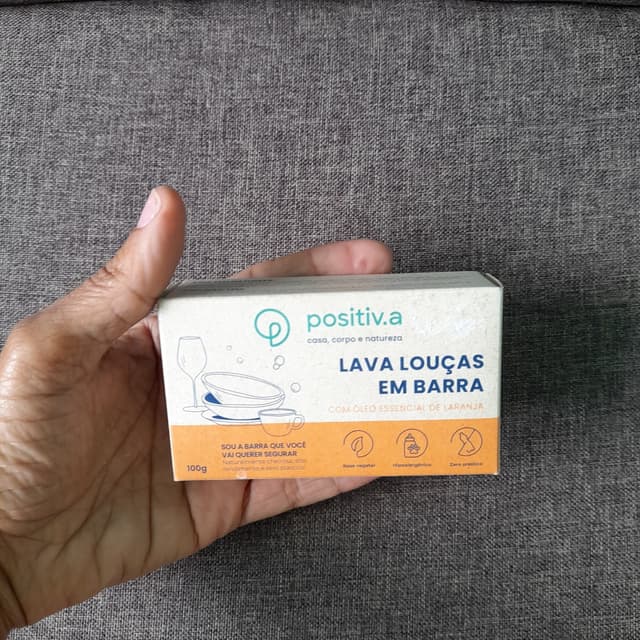 positiv.a
casa, corpo e natureza
LAVA LOUÇAS
EM BARRA
COM ÓLEO ESSENCIAL DE LARANJA
SOU A BARRA QUE VOCÊ
VAI QUERER SEGURAR
100g
Base vegetal
Hipoalergênico
Zero plástico